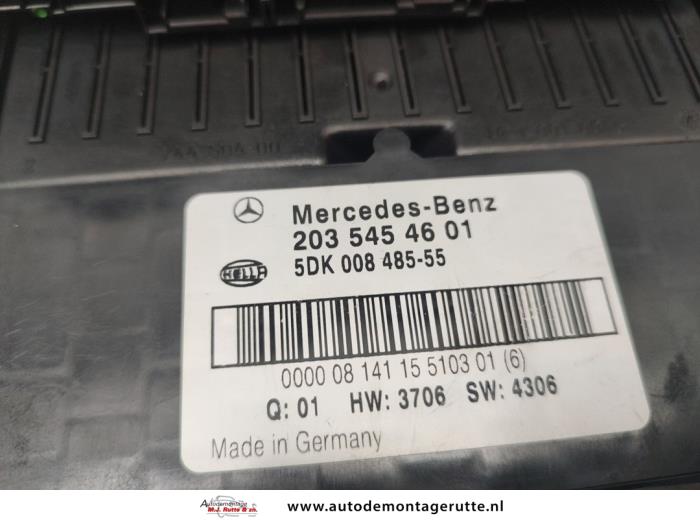 Mercedes-Benz
203 545 46 01
HELLA
5DK 008 485-55
0000 08 141 15 5103 01 (6)
Q: 01 HW: 3706 SW: 4306
Made in Germany
Autodemontage
M.J. Rutte & zn.
www.autodemontagerutte.nl